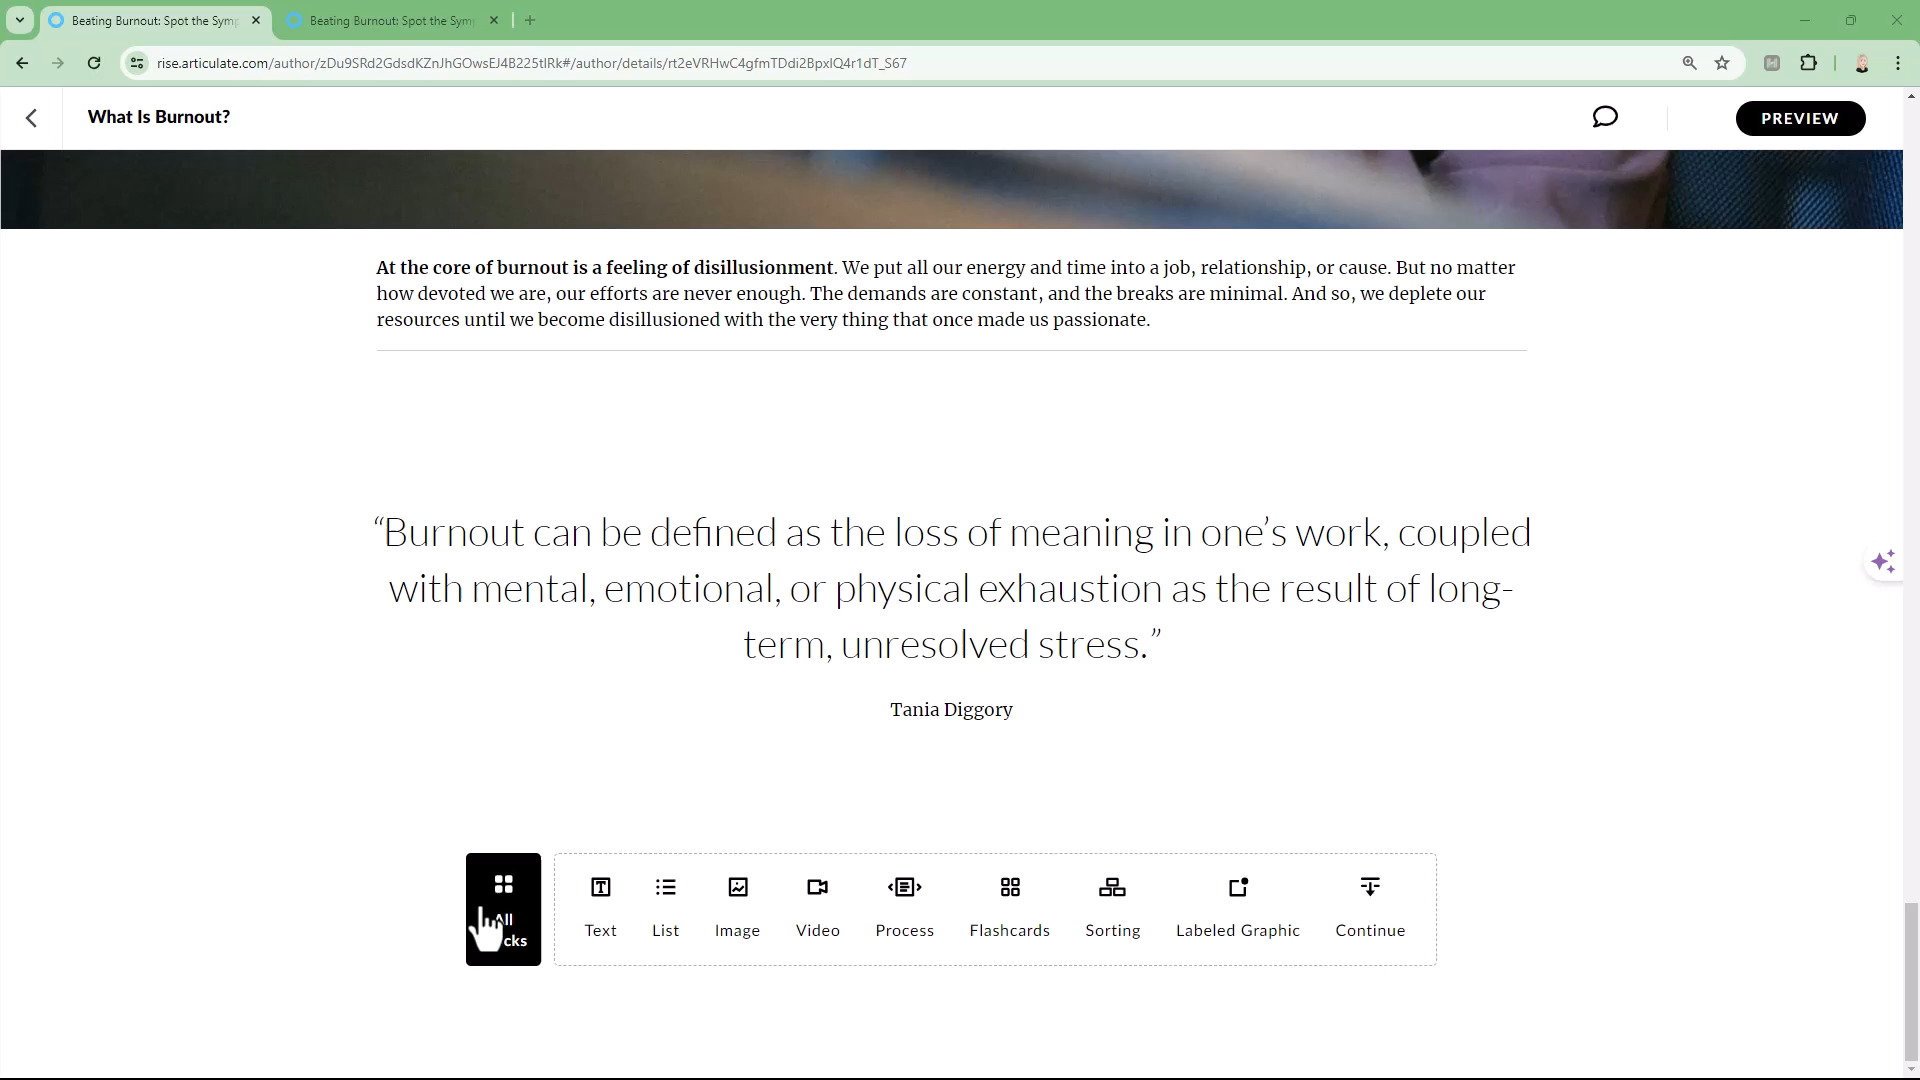 Beating Burnout: Spot the Sym
Beating Burnout: Spot the Sym
rise.articulate.com/author/zDu9SRd2GdsdKZnJhGOwsEJ4B225tIRk#/author/details/rt2eVRHwC4gfmTDdi2BpxIQ4r1dT_S67
What Is Burnout?
PREVIEW
At the core of burnout is a feeling of disillusionment. We put all our energy and time into a job, relationship, or cause. But no matter
how devoted we are, our efforts are never enough. The demands are constant, and the breaks are minimal. And so, we deplete our
resources until we become disillusioned with the very thing that once made us passionate.
“Burnout can be defined as the loss of meaning in one’s work, coupled
with mental, emotional, or physical exhaustion as the result of long-
term, unresolved stress.”
Tania Diggory
All
cks
Text List Image Video Process Flashcards Sorting Labeled Graphic Continue